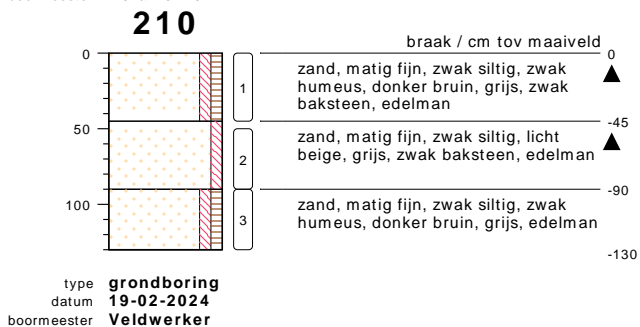 210
braak / cm tov maaiveld
0
0
zand, matig fijn, zwak siltig, zwak
humeus, donker bruin, grijs, zwak
baksteen, edelman
1
-45
50
zand, matig fijn, zwak siltig, licht
beige, grijs, zwak baksteen, edelman
2
-90
100
zand, matig fijn, zwak siltig, zwak
humeus, donker bruin, grijs, edelman
3
-130
type grondboring
datum 19-02-2024
boormeester Veldwerker